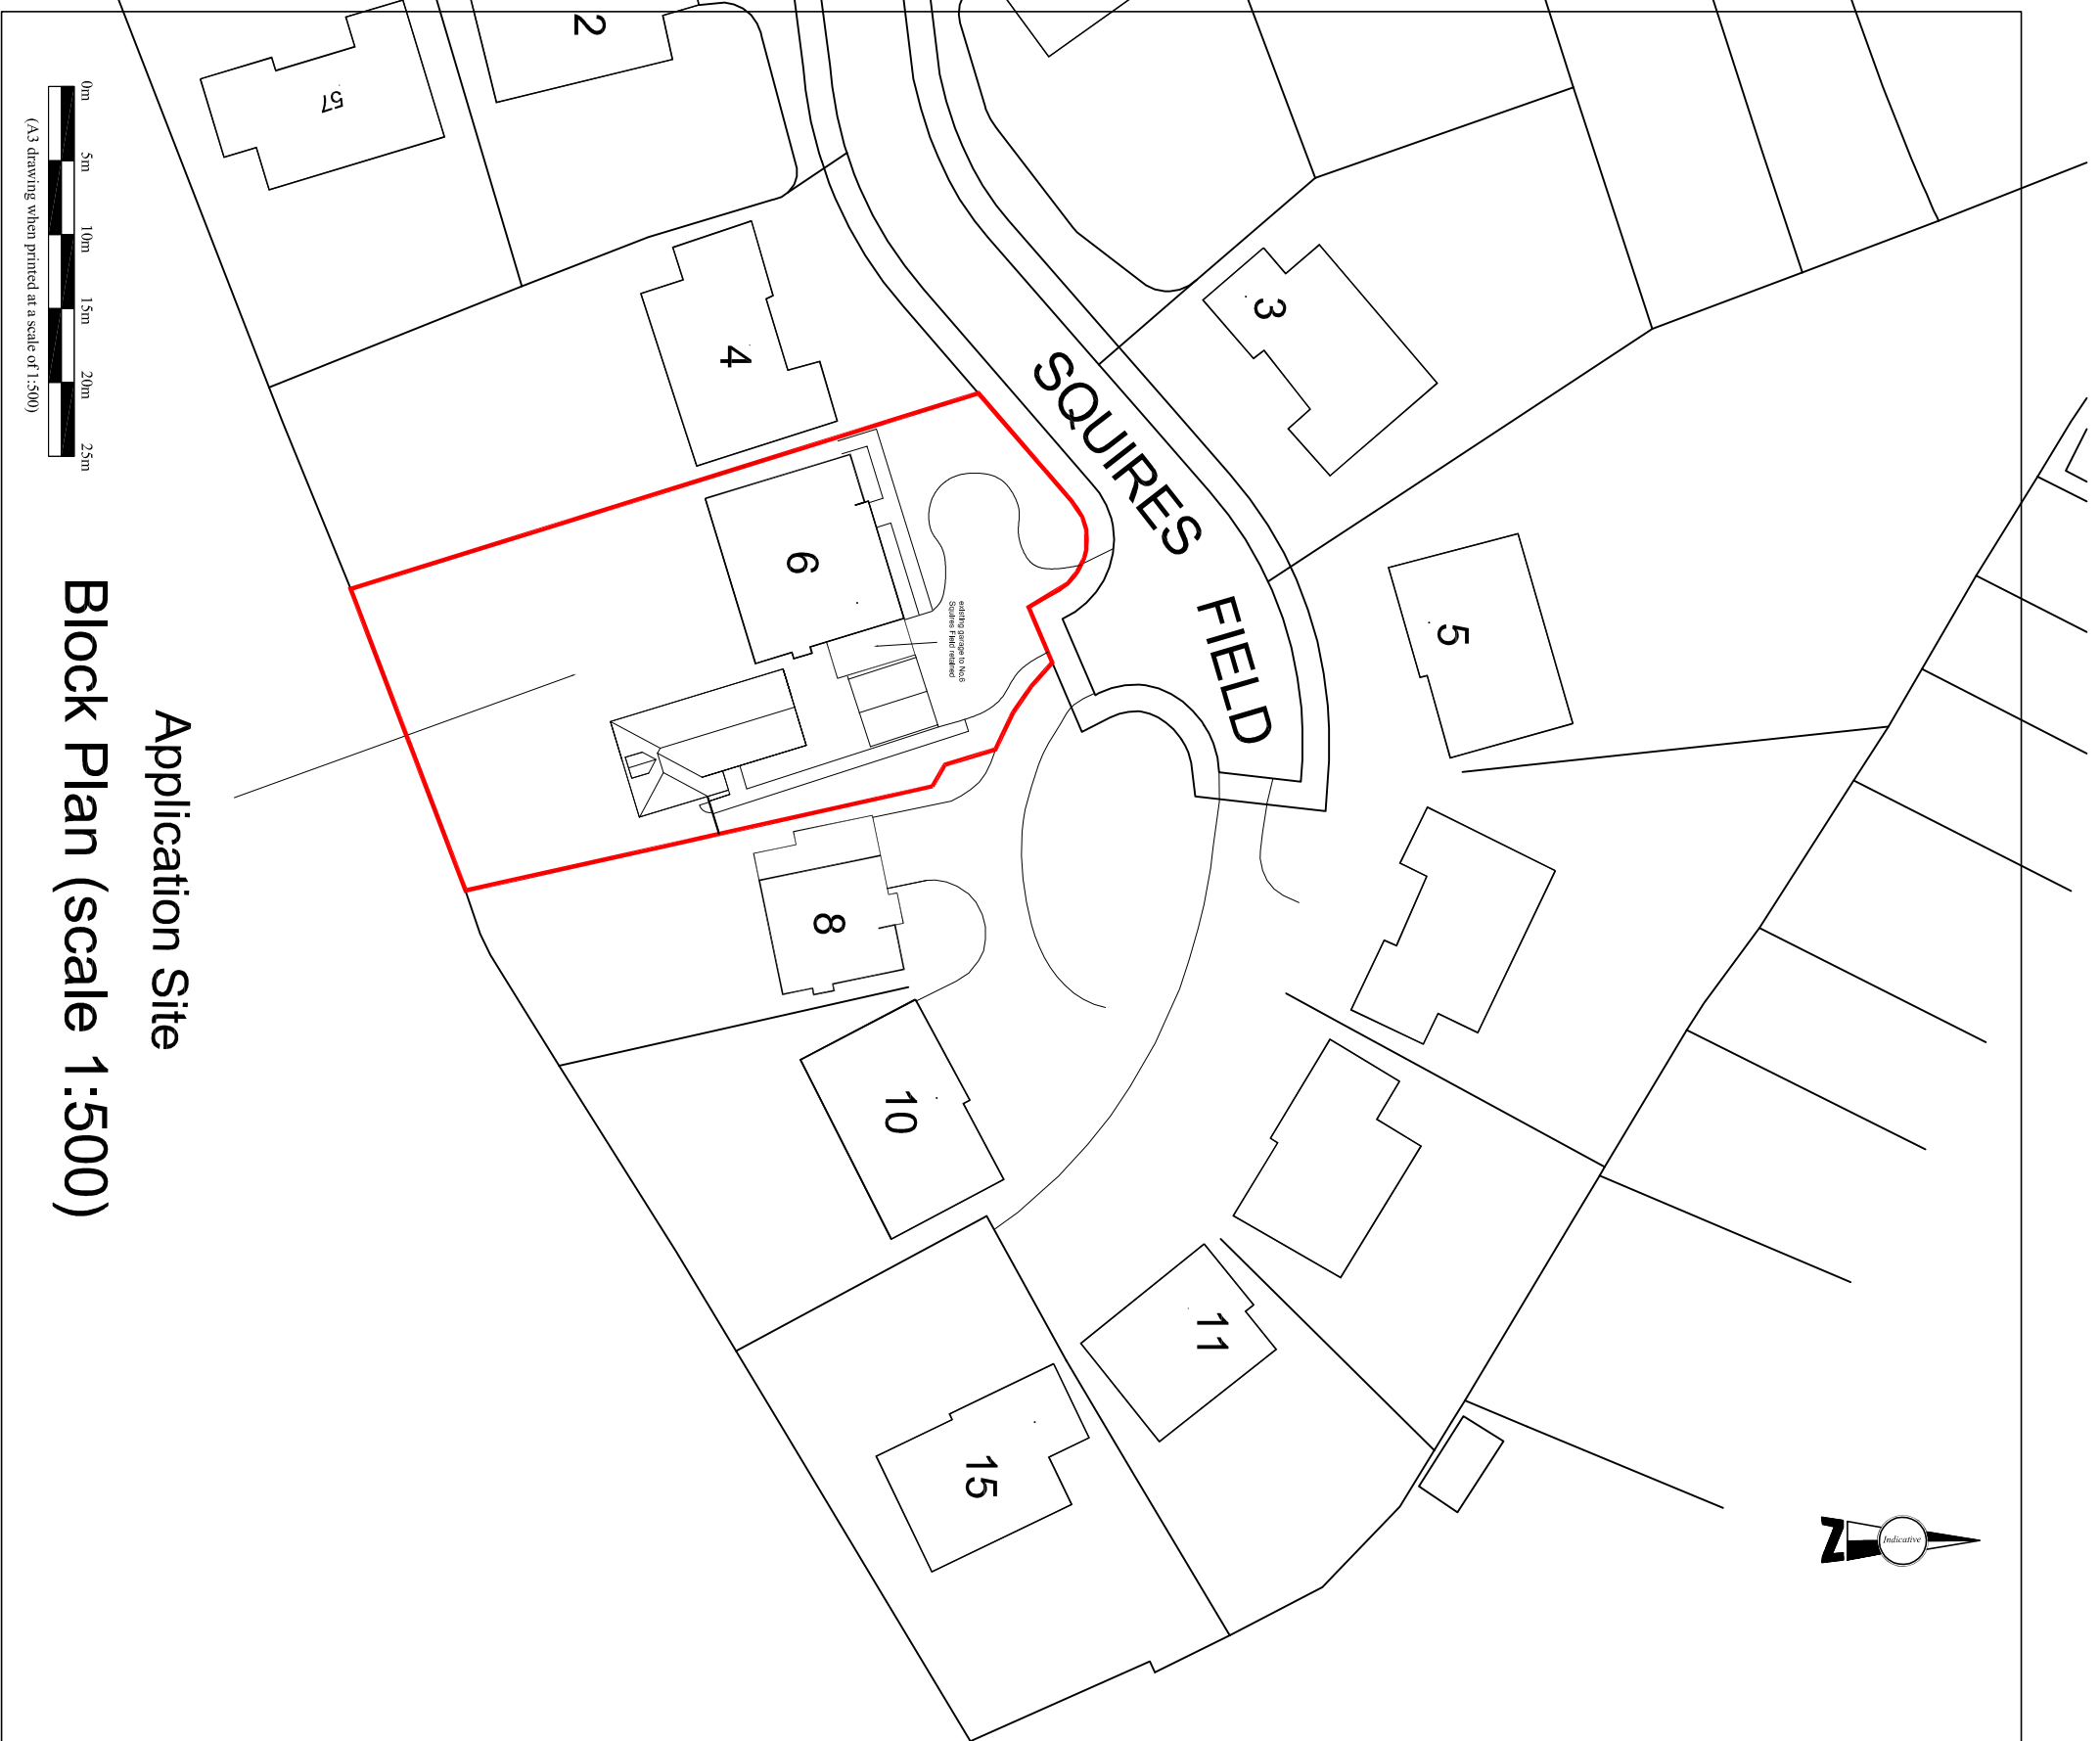 2
57
4
3
SQUIRES FIELD
6
5
existing garage to No.6
Squires Field retained
8
10
11
15
Indicative
N
Application Site
Block Plan (scale 1:500)
0m 5m 10m 15m 20m 25m
(A3 drawing when printed at a scale of 1:500)